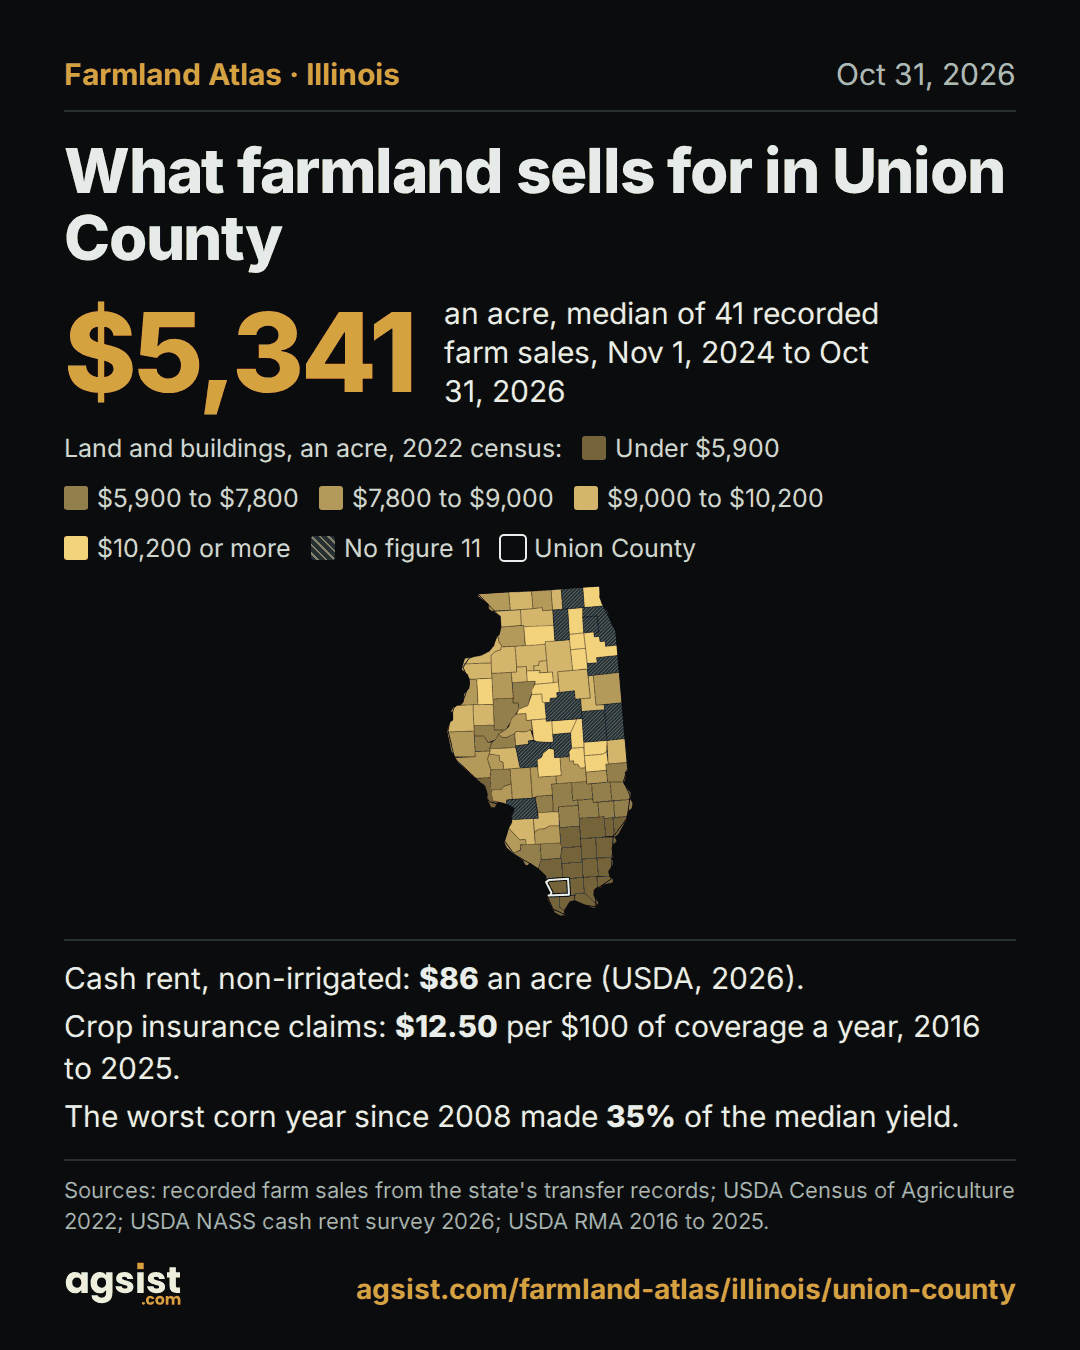 Farmland Atlas · Illinois
Oct 31, 2026
What farmland sells for in Union
County
$5,341
an acre, median of 41 recorded
farm sales, Nov 1, 2024 to Oct
31, 2026
Land and buildings, an acre, 2022 census: Under $5,900
$5,900 to $7,800 $7,800 to $9,000 $9,000 to $10,200
$10,200 or more No figure 11 Union County
Cash rent, non-irrigated: $86 an acre (USDA, 2026).
Crop insurance claims: $12.50 per $100 of coverage a year, 2016
to 2025.
The worst corn year since 2008 made 35% of the median yield.
Sources: recorded farm sales from the state's transfer records; USDA Census of Agriculture
2022; USDA NASS cash rent survey 2026; USDA RMA 2016 to 2025.
agsist
.com
agsist.com/farmland-atlas/illinois/union-county